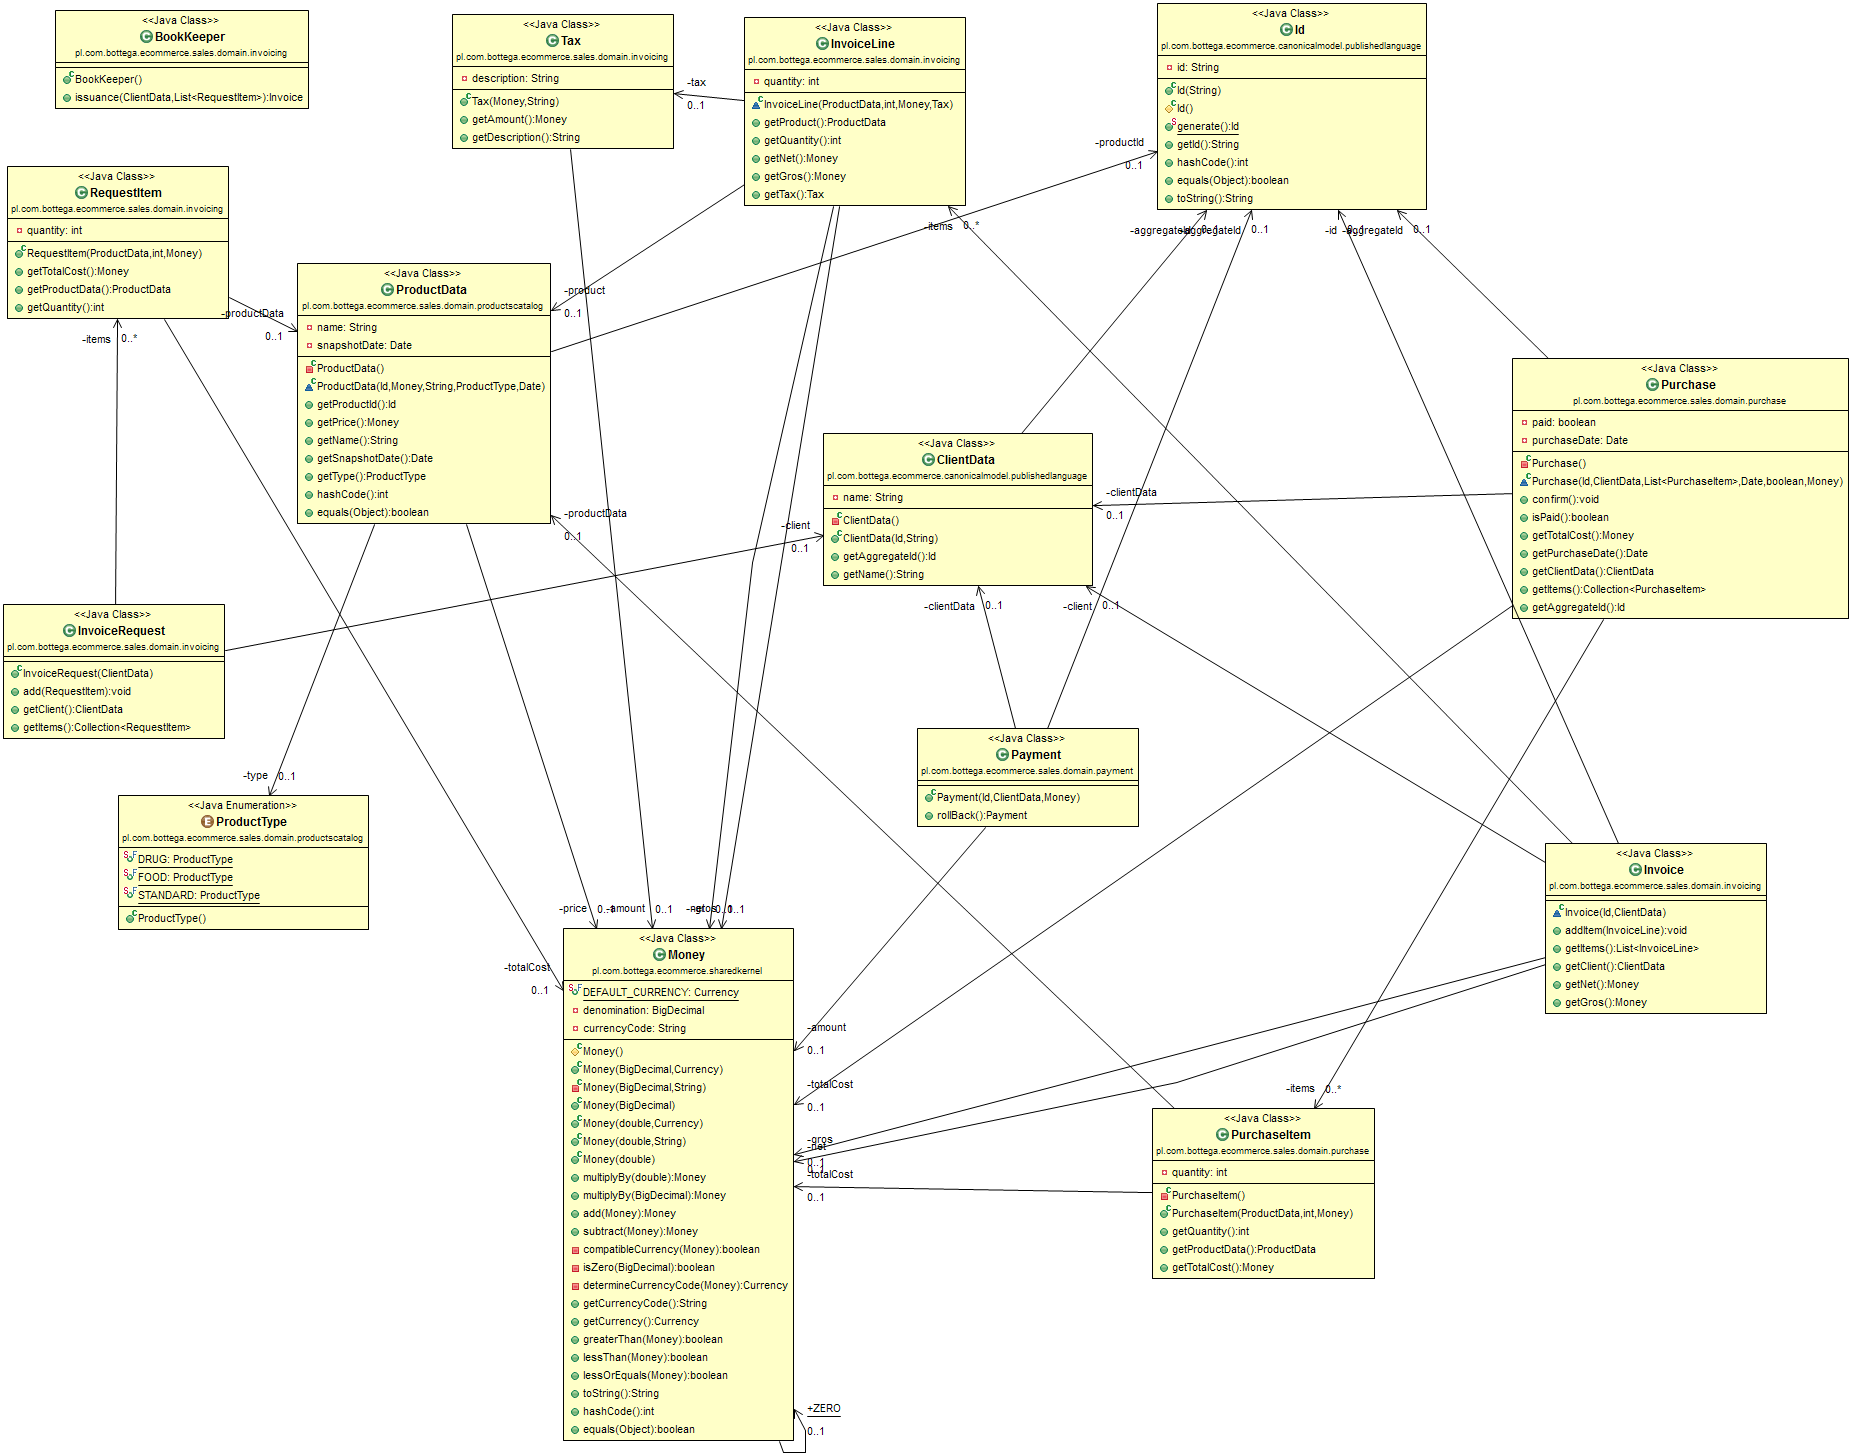 <<Java Class>>
BookKeeper
pl.com.bottega.ecommerce.sales.domain.invoicing
BookKeeper()
issuance(ClientData,List<RequestItem>):Invoice
<<Java Class>>
Tax
pl.com.bottega.ecommerce.sales.domain.invoicing
description: String
Tax(Money,String)
getAmount():Money
getDescription():String
<<Java Class>>
InvoiceLine
pl.com.bottega.ecommerce.sales.domain.invoicing
quantity: int
InvoiceLine(ProductData,int,Money,Tax)
getProduct():ProductData
getQuantity():int
getNet():Money
getGros():Money
getTax():Tax
-tax
0..1
<<Java Class>>
Id
pl.com.bottega.ecommerce.canonicalmodel.publishedlanguage
id: String
Id(String)
Id()
generate():Id
getId():String
hashCode():int
equals(Object):boolean
toString():String
-productId
0..1
-items
0..*
-aggregateId
0..1
-aggregateId
0..1
-id
0..1
-aggregateId
0..1
<<Java Class>>
RequestItem
pl.com.bottega.ecommerce.sales.domain.invoicing
quantity: int
RequestItem(ProductData,int,Money)
getTotalCost():Money
getProductData():ProductData
getQuantity():int
-items
0..*
-productData
0..1
<<Java Class>>
ProductData
pl.com.bottega.ecommerce.sales.domain.productscatalog
name: String
snapshotDate: Date
ProductData()
ProductData(Id,Money,String,ProductType,Date)
getProductId():Id
getPrice():Money
getName():String
getSnapshotDate():Date
getType():ProductType
hashCode():int
equals(Object):boolean
-product
0..1
-productData
0..1
<<Java Class>>
Purchase
pl.com.bottega.ecommerce.sales.domain.purchase
paid: boolean
purchaseDate: Date
Purchase()
Purchase(Id,ClientData,List<PurchaseItem>,Date,boolean,Money)
confirm():void
isPaid():boolean
getTotalCost():Money
getPurchaseDate():Date
getClientData():ClientData
getItems():Collection<PurchaseItem>
getAggregateId():Id
<<Java Class>>
ClientData
pl.com.bottega.ecommerce.canonicalmodel.publishedlanguage
name: String
ClientData()
ClientData(Id,String)
getAggregateId():Id
getName():String
-clientData
0..1
-client
0..1
-clientData
0..1
-client
0..1
<<Java Class>>
InvoiceRequest
pl.com.bottega.ecommerce.sales.domain.invoicing
InvoiceRequest(ClientData)
add(RequestItem):void
getClient():ClientData
getItems():Collection<RequestItem>
<<Java Class>>
Payment
pl.com.bottega.ecommerce.sales.domain.payment
Payment(Id,ClientData,Money)
rollBack():Payment
-type
0..1
<<Java Enumeration>>
ProductType
pl.com.bottega.ecommerce.sales.domain.productscatalog
DRUG: ProductType
FOOD: ProductType
STANDARD: ProductType
ProductType()
<<Java Class>>
Invoice
pl.com.bottega.ecommerce.sales.domain.invoicing
Invoice(Id,ClientData)
addItem(InvoiceLine):void
getItems():List<InvoiceLine>
getClient():ClientData
getNet():Money
getGros():Money
-price
0..1
-amount
0..1
-gros
0..1
0..1
-totalCost
0..1
<<Java Class>>
Money
pl.com.bottega.ecommerce.sharedkernel
DEFAULT_CURRENCY: Currency
denomination: BigDecimal
currencyCode: String
Money()
Money(BigDecimal,Currency)
Money(BigDecimal,String)
Money(BigDecimal)
Money(double,Currency)
Money(double,String)
Money(double)
multiplyBy(double):Money
multiplyBy(BigDecimal):Money
add(Money):Money
subtract(Money):Money
compatibleCurrency(Money):boolean
isZero(BigDecimal):boolean
determineCurrencyCode(Money):Currency
getCurrencyCode():String
getCurrency():Currency
greaterThan(Money):boolean
lessThan(Money):boolean
lessOrEquals(Money):boolean
toString():String
hashCode():int
equals(Object):boolean
-amount
0..1
-totalCost
0..1
-gros
-net
0..1
0..1
-totalCost
0..1
+ZERO
0..1
-items
0..*
<<Java Class>>
PurchaseItem
pl.com.bottega.ecommerce.sales.domain.purchase
quantity: int
PurchaseItem()
PurchaseItem(ProductData,int,Money)
getQuantity():int
getProductData():ProductData
getTotalCost():Money